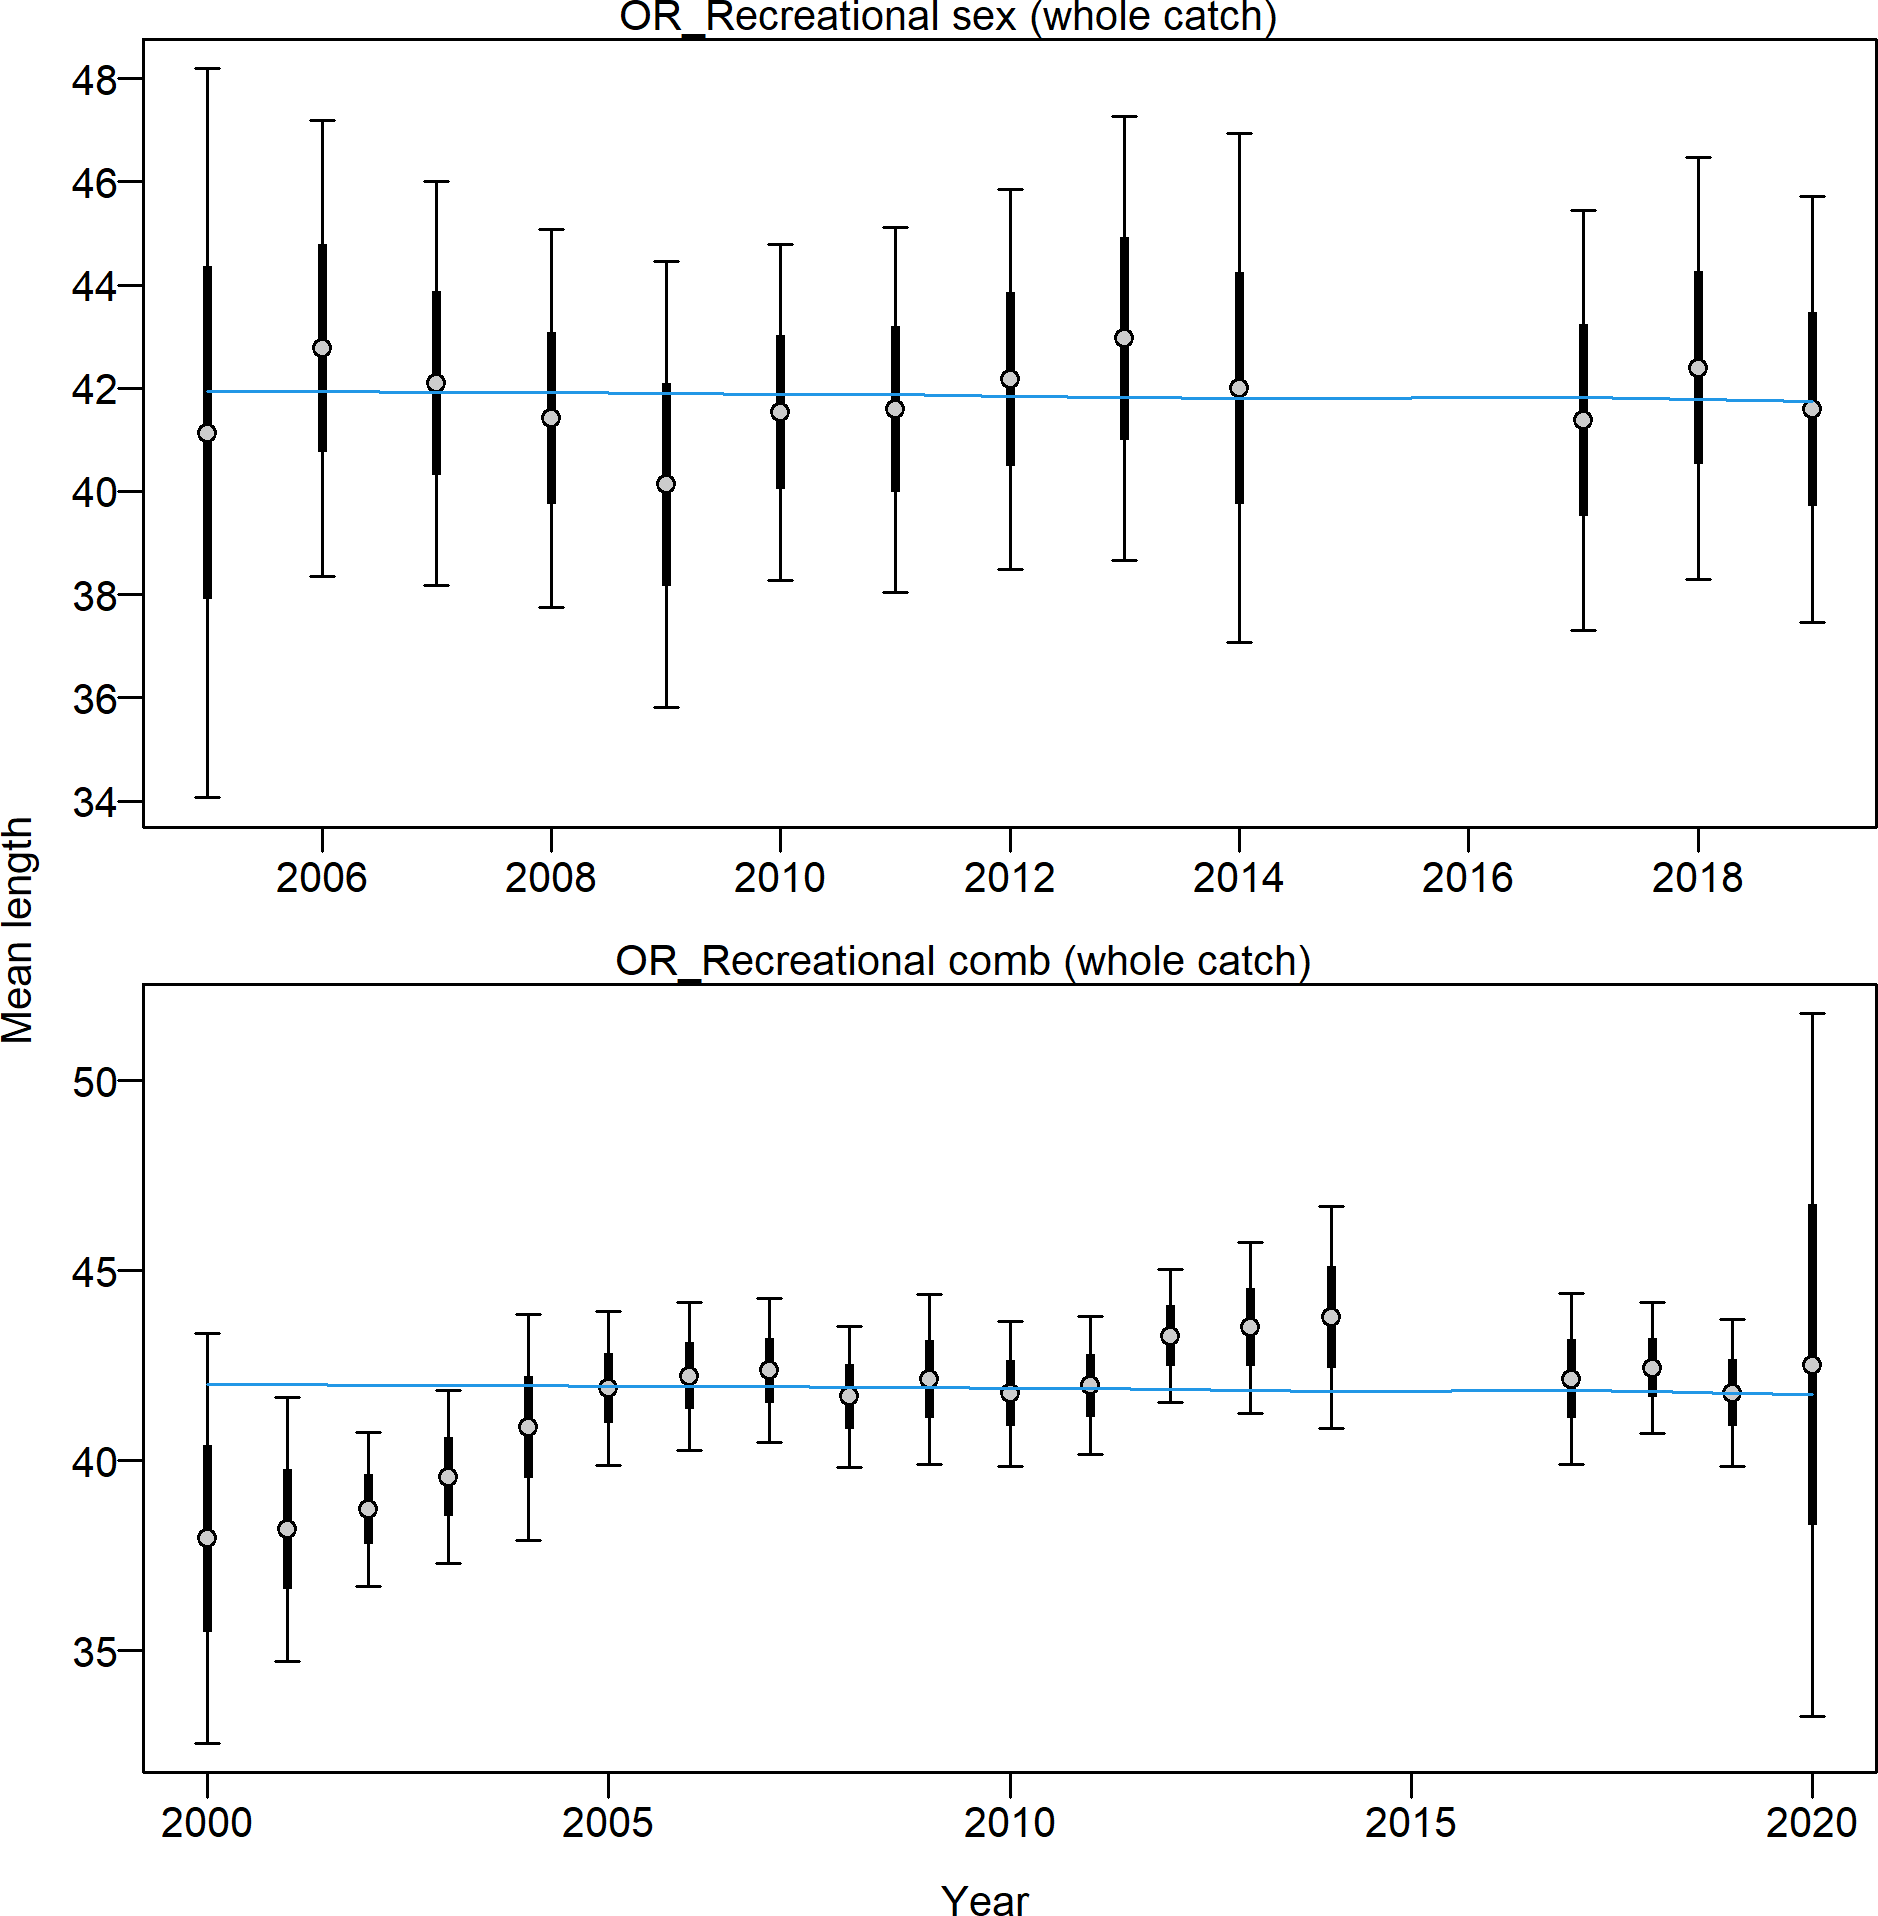 OR_Recreational sex (whole catch)
48
46
44
42
40
38
36
34
2006 2008 2010 2012 2014 2016 2018
Mean length
OR_Recreational comb (whole catch)
50
45
40
35
2000 2005 2010 2015 2020
Year